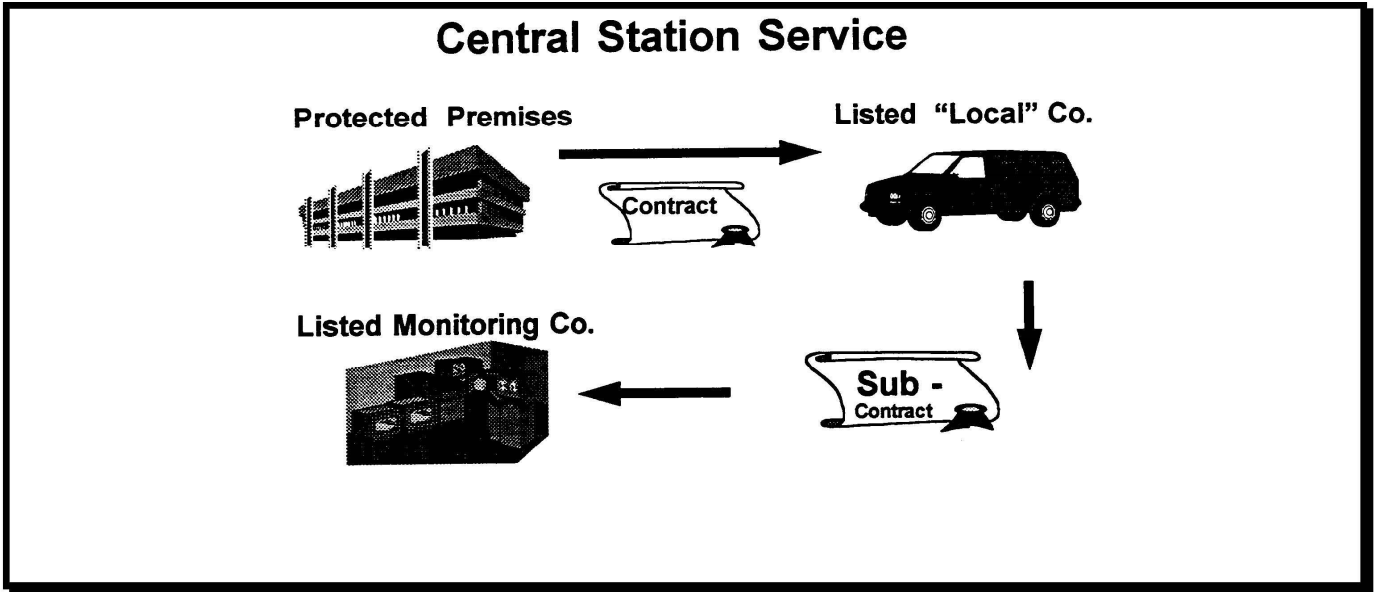 Central Station Service
Protected Premises
Listed “Local” Co.
Contract
Listed Monitoring Co.
Sub -
Contract